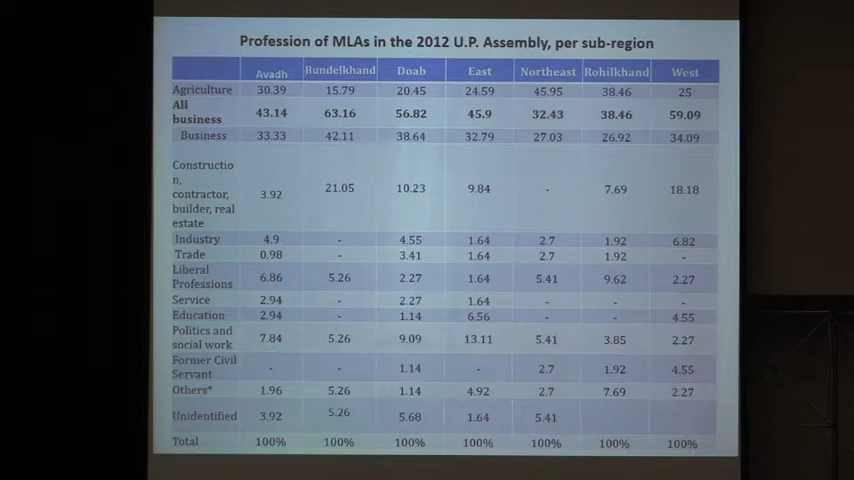 Profession of MLAs in the 2012 U.P. Assembly, per sub-region
Avadh Bundelkhand Doab East Northeast Rohilkhand West
Agriculture 30.39 15.79 20.45 24.59 45.95 38.46 25
All
business 43.14 63.16 56.82 45.9 32.43 38.46 59.09
Business 33.33 42.11 38.64 32.79 27.03 26.92 34.09
Constructio
n,
contractor, 3.92 21.05 10.23 9.84 - 7.69 18.18
builder, real
estate
Industry 4.9 - 4.55 1.64 2.7 1.92 6.82
Trade 0.98 - 3.41 1.64 2.7 1.92 -
Liberal
Professions 6.86 5.26 2.27 1.64 5.41 9.62 2.27
Service 2.94 - 2.27 1.64 - - -
Education 2.94 - 1.14 6.56 - - 4.55
Politics and
social work 7.84 5.26 9.09 13.11 5.41 3.85 2.27
Former Civil
Servant - - 1.14 - 2.7 1.92 4.55
Others* 1.96 5.26 1.14 4.92 2.7 7.69 2.27
Unidentified 3.92 5.26 5.68 1.64 5.41
Total 100% 100% 100% 100% 100% 100% 100%